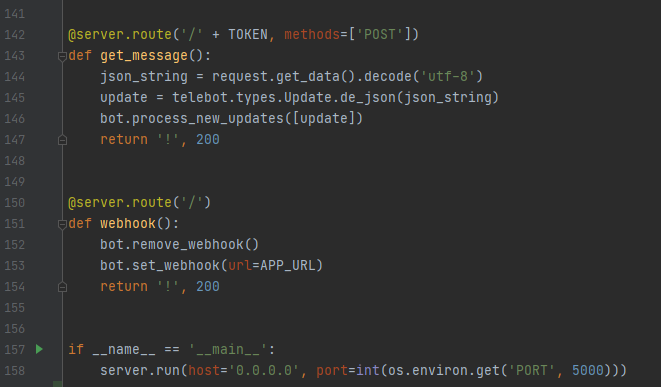 141
142 @server.route('/' + TOKEN, methods=['POST'])
143 def get_message():
144     json_string = request.get_data().decode('utf-8')
145     update = telebot.types.Update.de_json(json_string)
146     bot.process_new_updates([update])
147     return '!', 200
148
149
150 @server.route('/')
151 def webhook():
152     bot.remove_webhook()
153     bot.set_webhook(url=APP_URL)
154     return '!', 200
155
156
157 if __name__ == '__main__':
158     server.run(host='0.0.0.0', port=int(os.environ.get('PORT', 5000)))